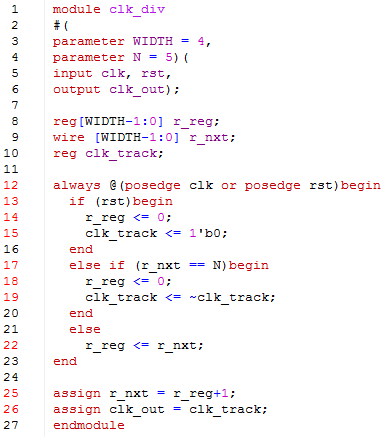 1 module clk_div
2 #(
3 parameter WIDTH = 4,
4 parameter N = 5)(
5 input clk, rst,
6 output clk_out);
7
8 reg[WIDTH-1:0] r_reg;
9 wire [WIDTH-1:0] r_nxt;
10 reg clk_track;
11
12 always @(posedge clk or posedge rst)begin
13   if (rst)begin
14     r_reg <= 0;
15     clk_track <= 1'b0;
16   end
17   else if (r_nxt == N)begin
18     r_reg <= 0;
19     clk_track <= ~clk_track;
20   end
21   else
22     r_reg <= r_nxt;
23 end
24
25 assign r_nxt = r_reg+1;
26 assign clk_out = clk_track;
27 endmodule